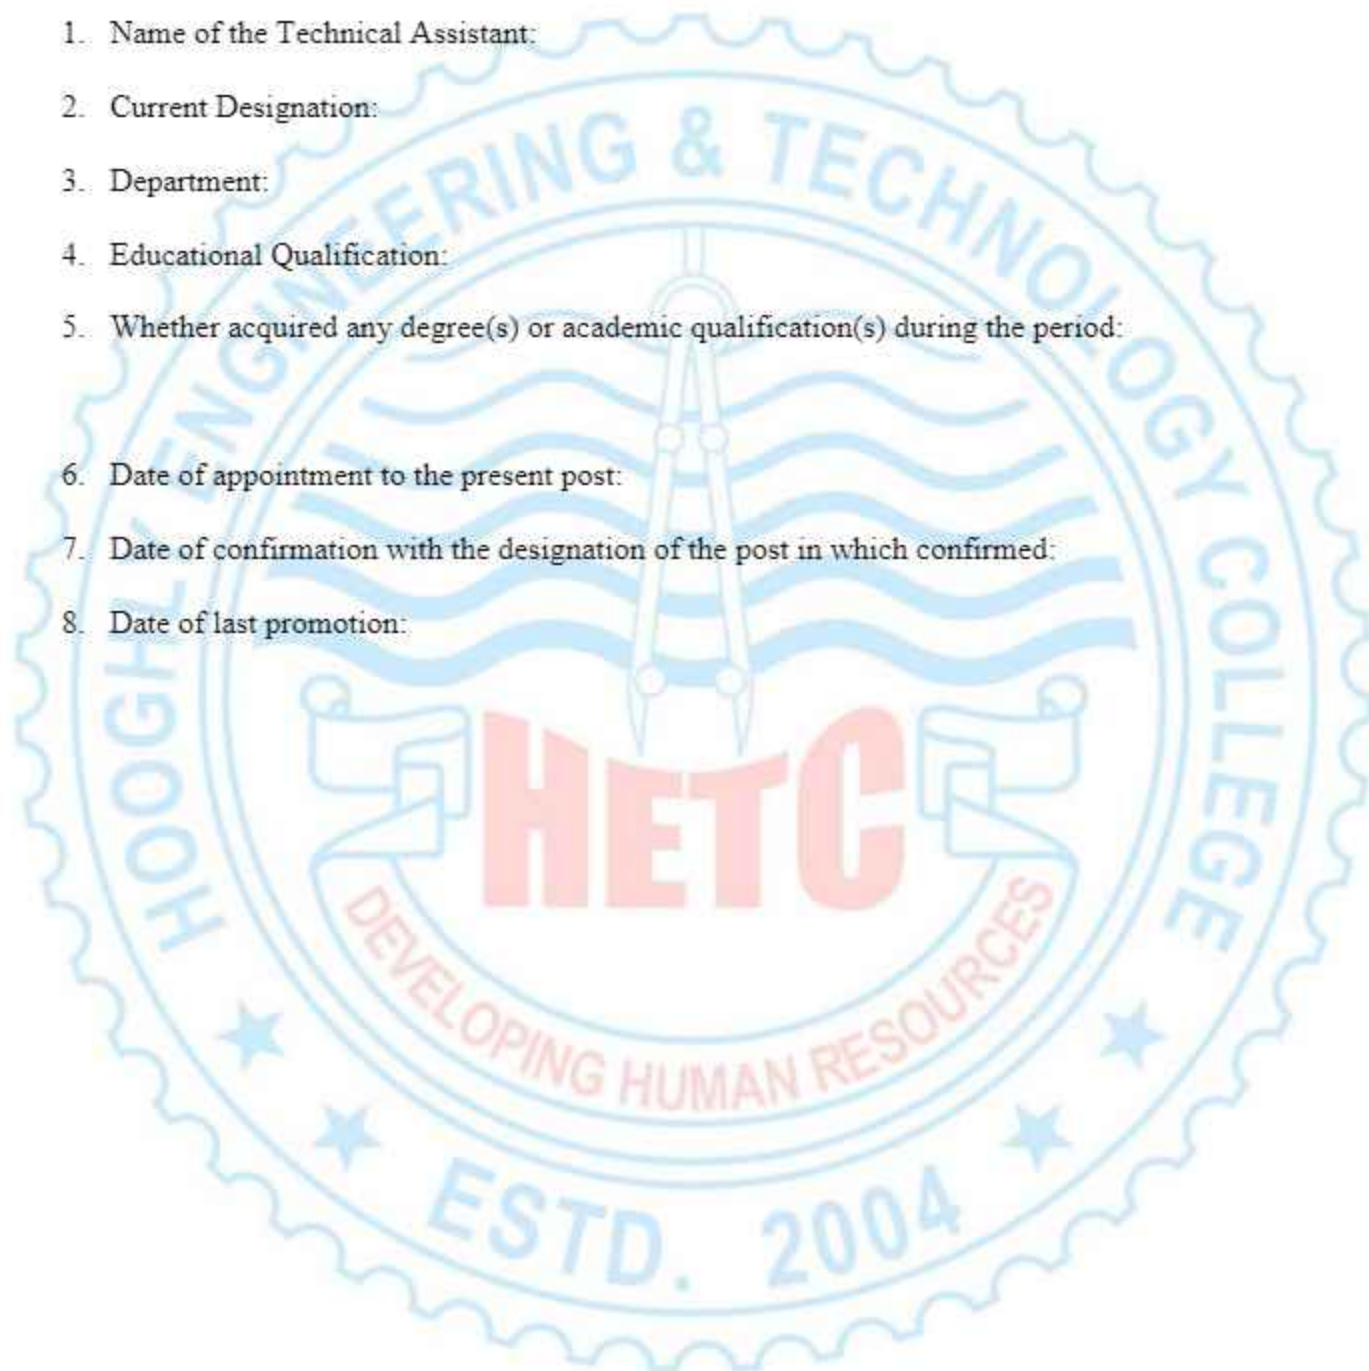 1. Name of the Technical Assistant:
2. Current Designation:
3. Department:
4. Educational Qualification:
5. Whether acquired any degree(s) or academic qualification(s) during the period:
6. Date of appointment to the present post:
7. Date of confirmation with the designation of the post in which confirmed:
8. Date of last promotion:
HOOGHLY ENGINEERING & TECHNOLOGY COLLEGE
HETC
DEVELOPING HUMAN RESOURCES
ESTD. 2004